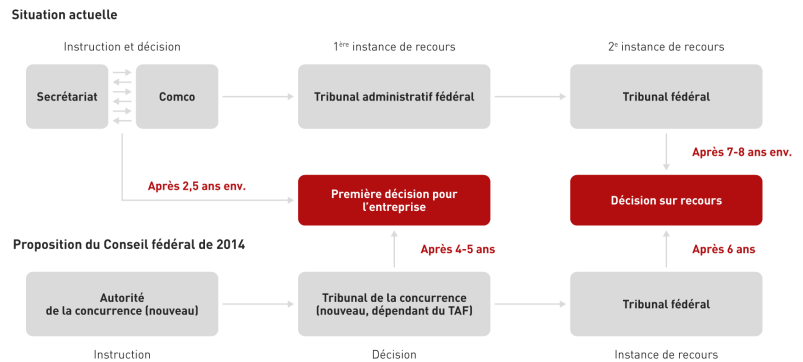 Situation actuelle
Instruction et décision
1ère instance de recours
2e instance de recours
Secrétariat
Comco
Tribunal administratif fédéral
Tribunal fédéral
Après 7-8 ans env.
Après 2,5 ans env.
Première décision pour
l’entreprise
Décision sur recours
Proposition du Conseil fédéral de 2014
Après 4-5 ans
Après 6 ans
Autorité
de la concurrence (nouveau)
Tribunal de la concurrence
(nouveau, dépendant du TAF)
Tribunal fédéral
Instruction
Décision
Instance de recours